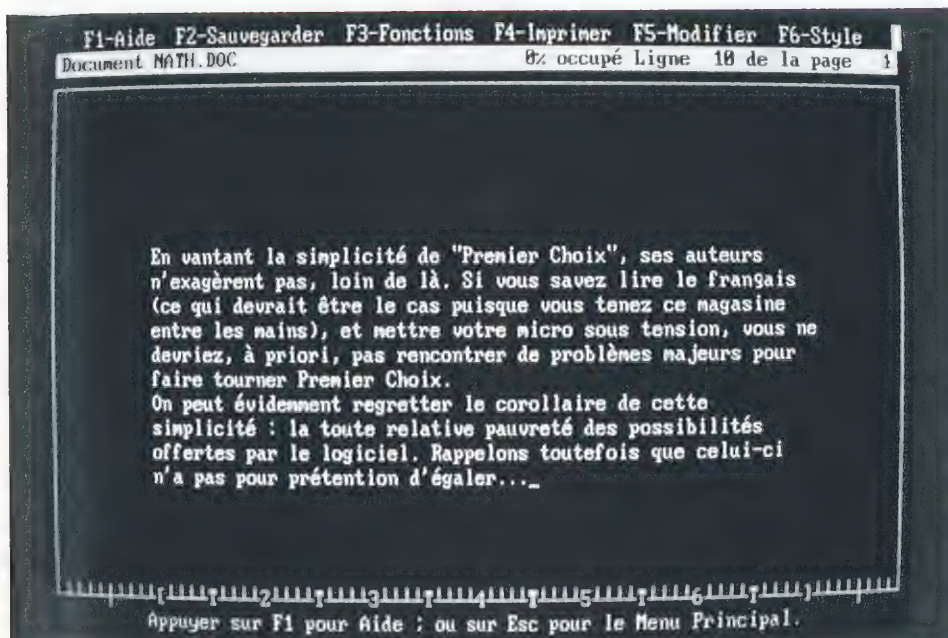 F1-Aide F2-Sauvegarder F3-Fonctions F4-Imprimer F5-Modifier F6-Style
Document MATH.DOC 0% occupé Ligne 10 de la page 1
En vantant la simplicité de "Premier Choix", ses auteurs
n'exagèrent pas, loin de là. Si vous savez lire le français
(ce qui devrait être le cas puisque vous tenez ce magasine
entre les mains), et mettre votre micro sous tension, vous ne
devriez, à priori, pas rencontrer de problèmes majeurs pour
faire tourner Premier Choix.
On peut évidemment regretter le corollaire de cette
simplicité : la toute relative pauvreté des possibilités
offertes par le logiciel. Rappelons toutefois que celui-ci
n'a pas pour prétention d'égaler..._
[ 2 3 4 5 6 ]
Appuyer sur F1 pour Aide ; ou sur Esc pour le Menu Principal.